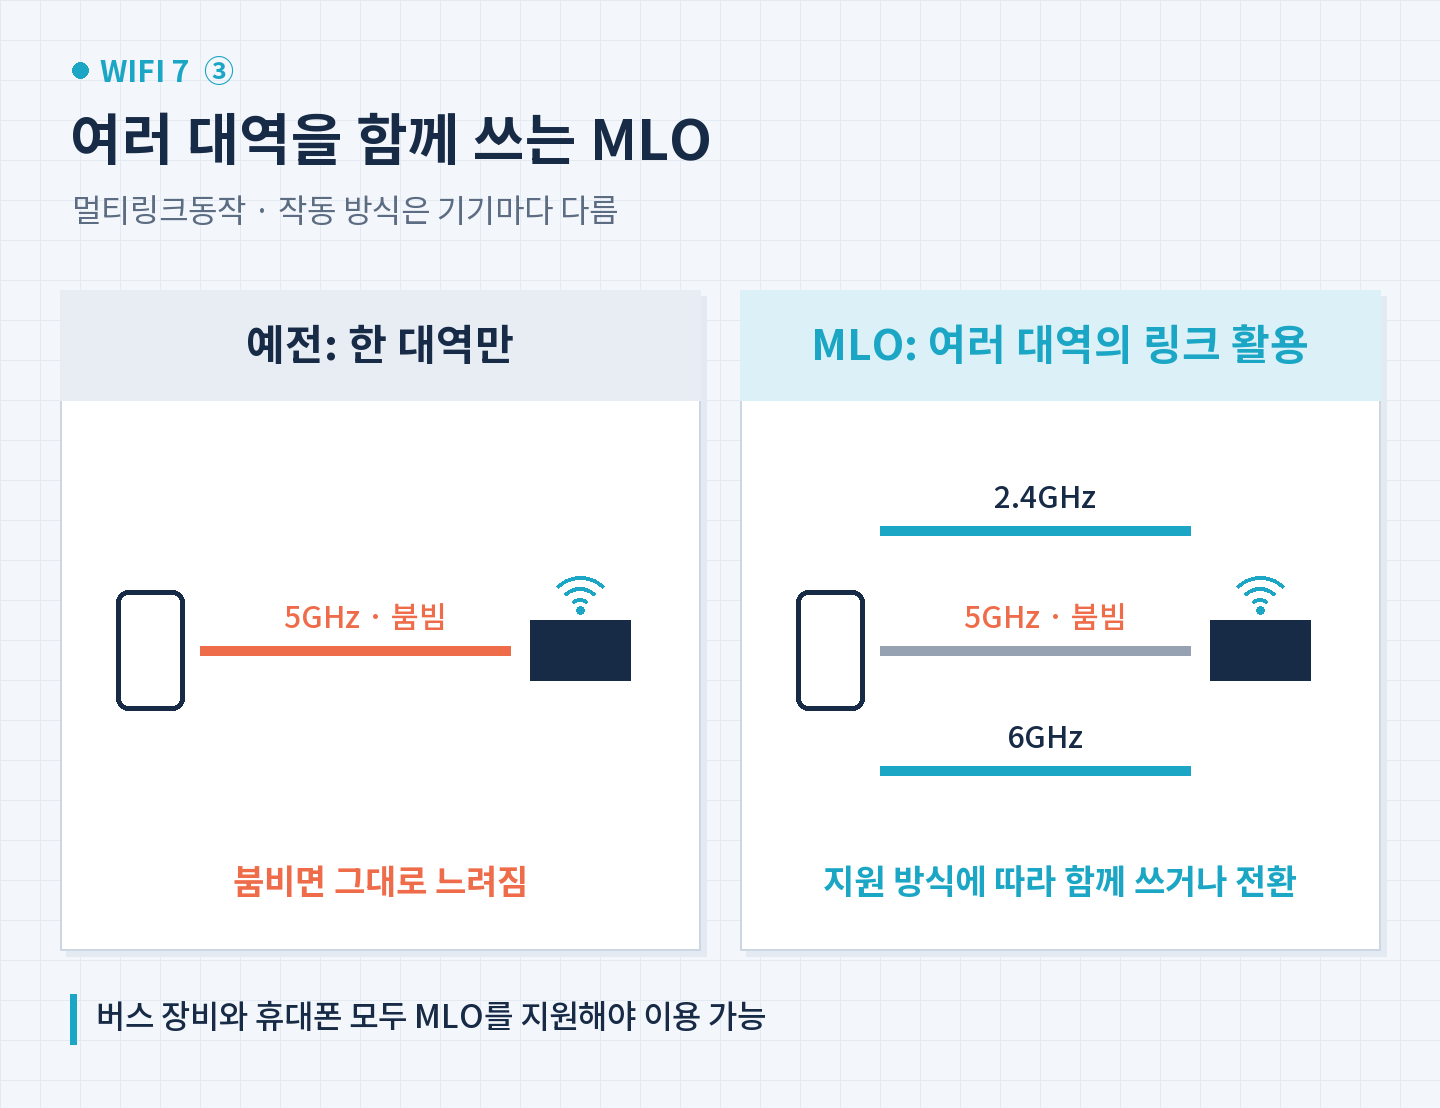 WIFI 7 ③
여러 대역을 함께 쓰는 MLO
멀티링크동작 · 작동 방식은 기기마다 다름
예전: 한 대역만
5GHz · 붐빔
붐비면 그대로 느려짐
MLO: 여러 대역의 링크 활용
2.4GHz
5GHz · 붐빔
6GHz
지원 방식에 따라 함께 쓰거나 전환
버스 장비와 휴대폰 모두 MLO를 지원해야 이용 가능